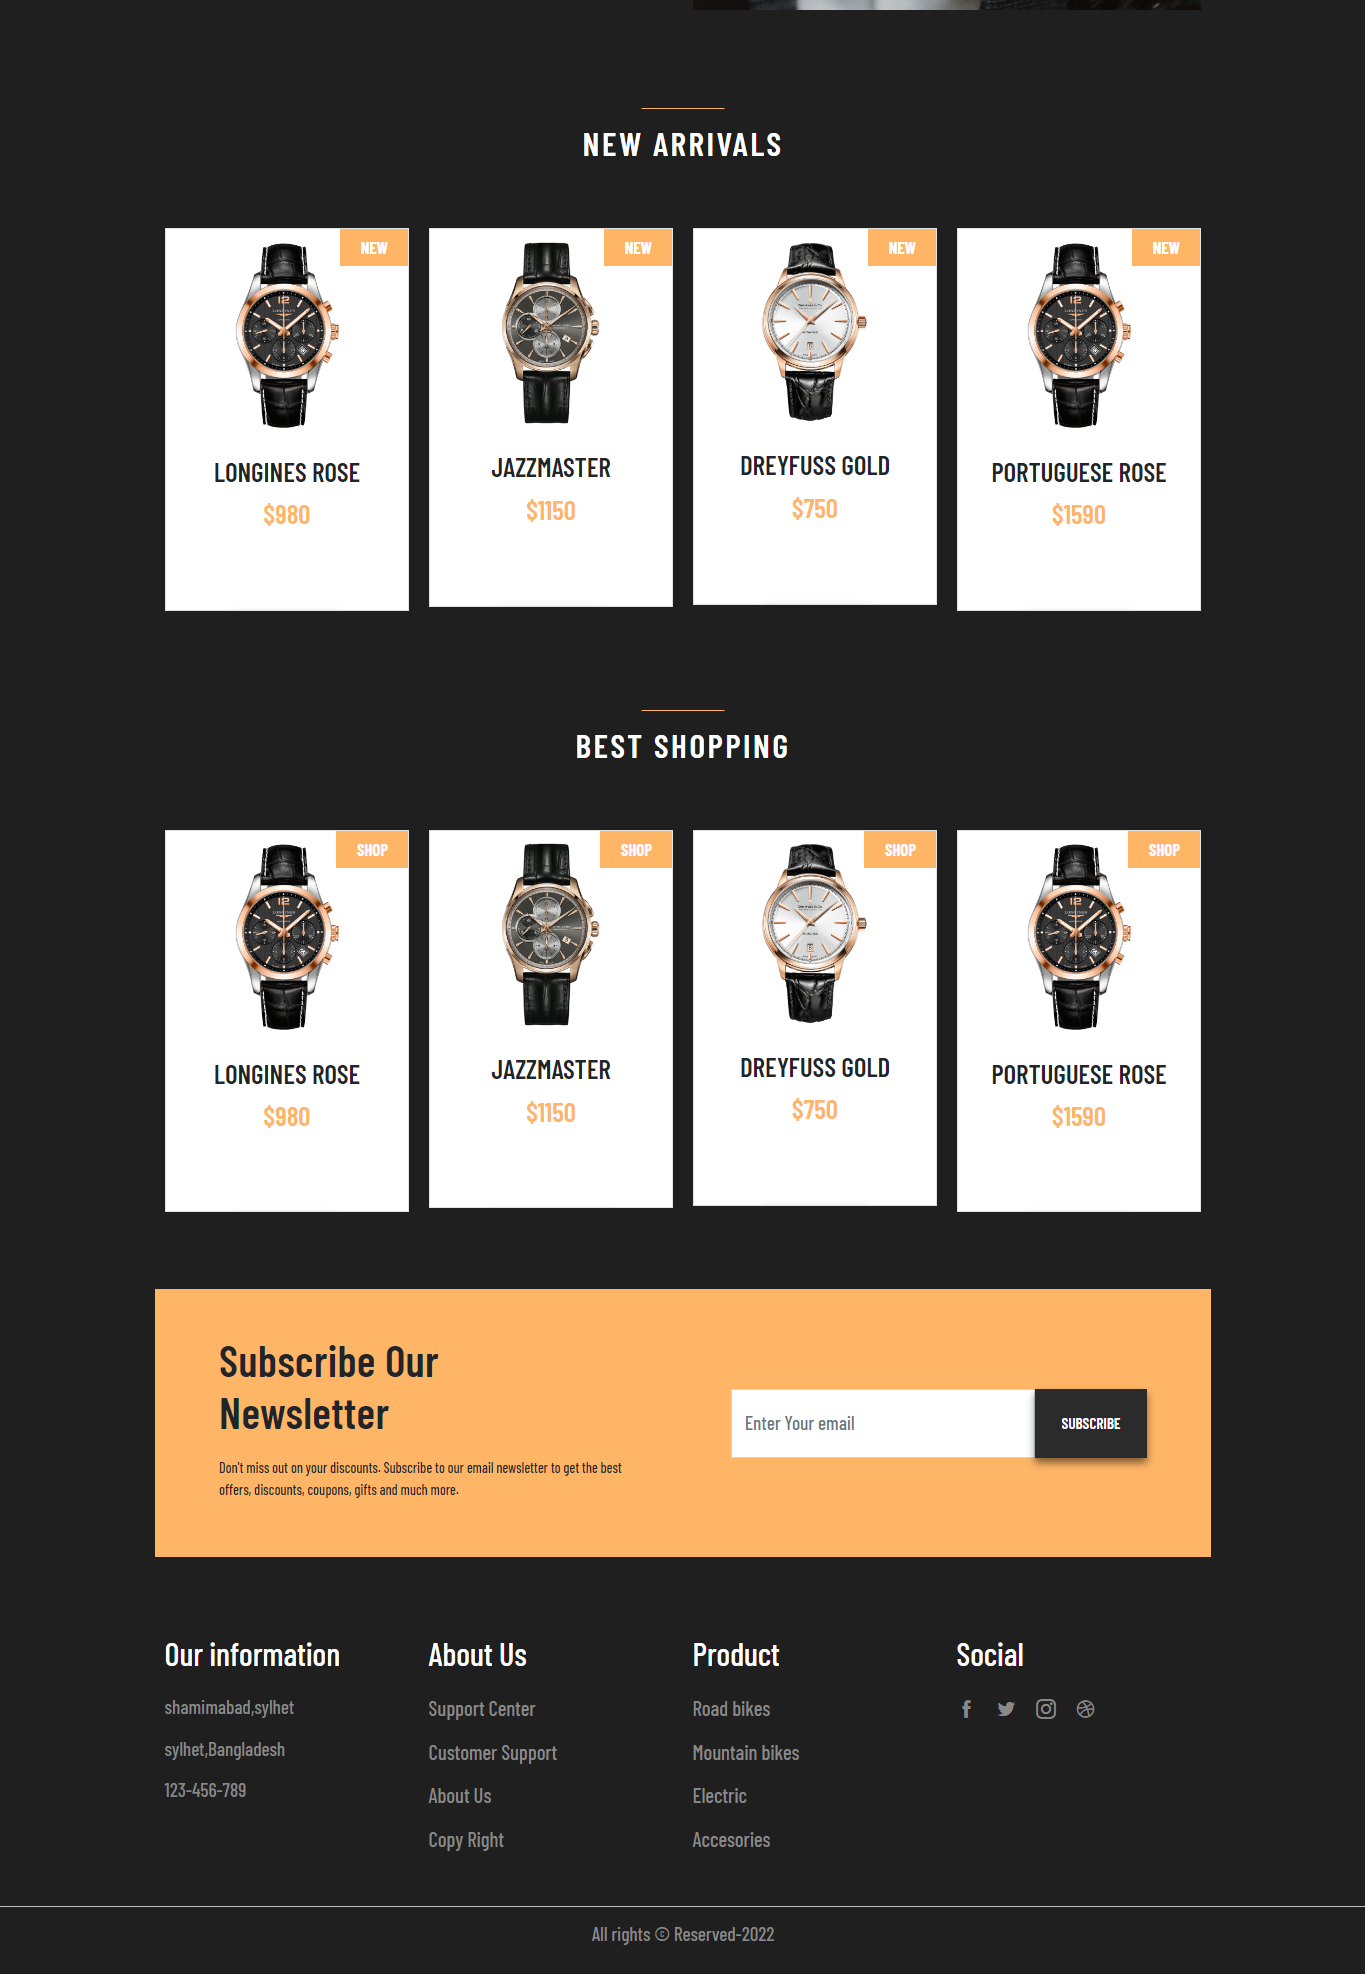 NEW ARRIVALS
NEW
NEW
NEW
NEW
LONGINES ROSE
$980
JAZZMASTER
$1150
DREYFUSS GOLD
$750
PORTUGUESE ROSE
$1590
BEST SHOPPING
SHOP
SHOP
SHOP
SHOP
LONGINES ROSE
$980
JAZZMASTER
$1150
DREYFUSS GOLD
$750
PORTUGUESE ROSE
$1590
Subscribe Our
Newsletter
Don't miss out on your discounts. Subscribe to our email newsletter to get the best
offers, discounts, coupons, gifts and much more.
Enter Your email
SUBSCRIBE
Our information
shamimabad,sylhet
sylhet,Bangladesh
123-456-789
About Us
Support Center
Customer Support
About Us
Copy Right
Product
Road bikes
Mountain bikes
Electric
Accesories
Social
All rights © Reserved-2022